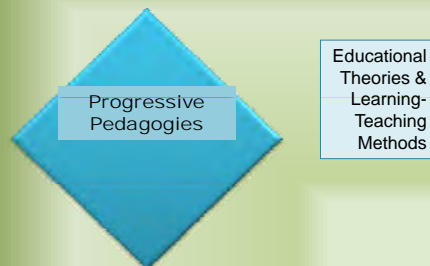 Progressive
Pedagogies
Educational
Theories &
Learning-
Teaching
Methods